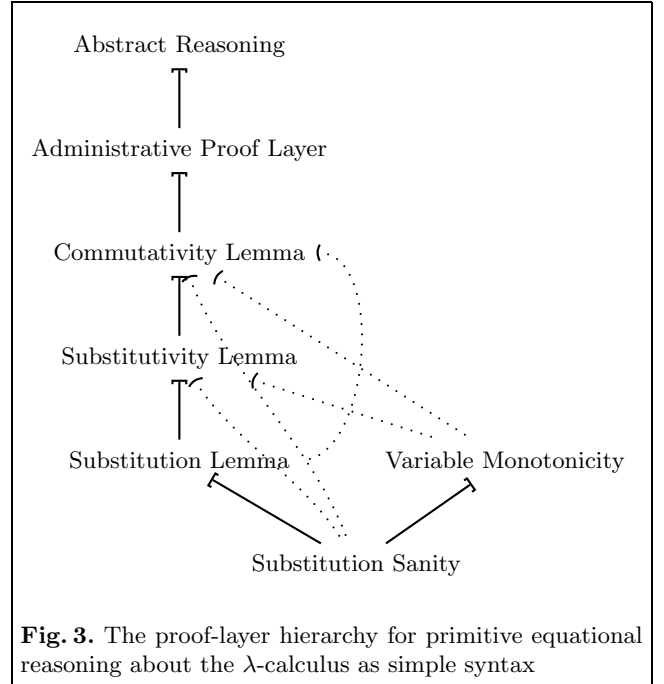 Abstract Reasoning
Administrative Proof Layer
Commutativity Lemma
Substitutivity Lemma
Substitution Lemma Variable Monotonicity
Substitution Sanity
Fig. 3. The proof-layer hierarchy for primitive equational
reasoning about the λ-calculus as simple syntax